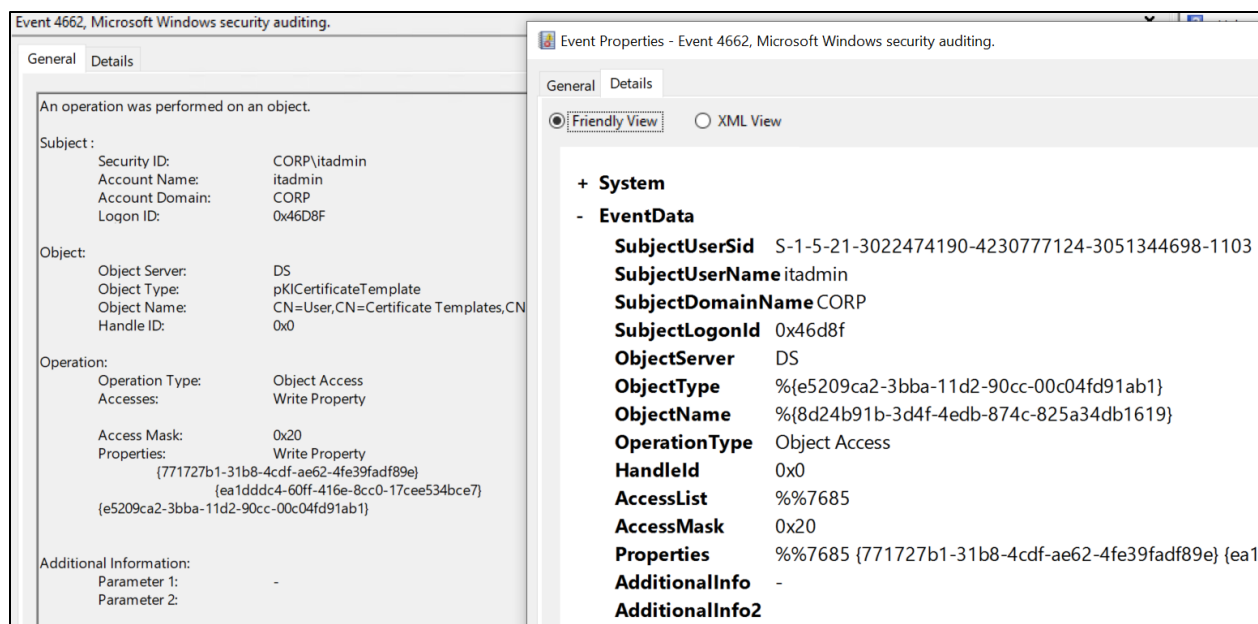 Event 4662, Microsoft Windows security auditing.
General Details
An operation was performed on an object.
Subject :
Security ID: CORP\itadmin
Account Name: itadmin
Account Domain: CORP
Logon ID: 0x46D8F
Object:
Object Server: DS
Object Type: pKICertificateTemplate
Object Name: CN=User,CN=Certificate Templates,CN
Handle ID: 0x0
Operation:
Operation Type: Object Access
Accesses: Write Property
Access Mask: 0x20
Properties: Write Property
{771727b1-31b8-4cdf-ae62-4fe39fadf89e}
{ea1dddc4-60ff-416e-8cc0-17cee534bce7}
{e5209ca2-3bba-11d2-90cc-00c04fd91ab1}
Additional Information:
Parameter 1: -
Parameter 2:
Event Properties - Event 4662, Microsoft Windows security auditing.
General Details
Friendly View XML View
+ System
- EventData
SubjectUserSid S-1-5-21-3022474190-4230777124-3051344698-1103
SubjectUserName itadmin
SubjectDomainName CORP
SubjectLogonId 0x46d8f
ObjectServer DS
ObjectType %{e5209ca2-3bba-11d2-90cc-00c04fd91ab1}
ObjectName %{8d24b91b-3d4f-4edb-874c-825a34db1619}
OperationType Object Access
HandleId 0x0
AccessList %%7685
AccessMask 0x20
Properties %%7685 {771727b1-31b8-4cdf-ae62-4fe39fadf89e} {ea1
AdditionalInfo -
AdditionalInfo2